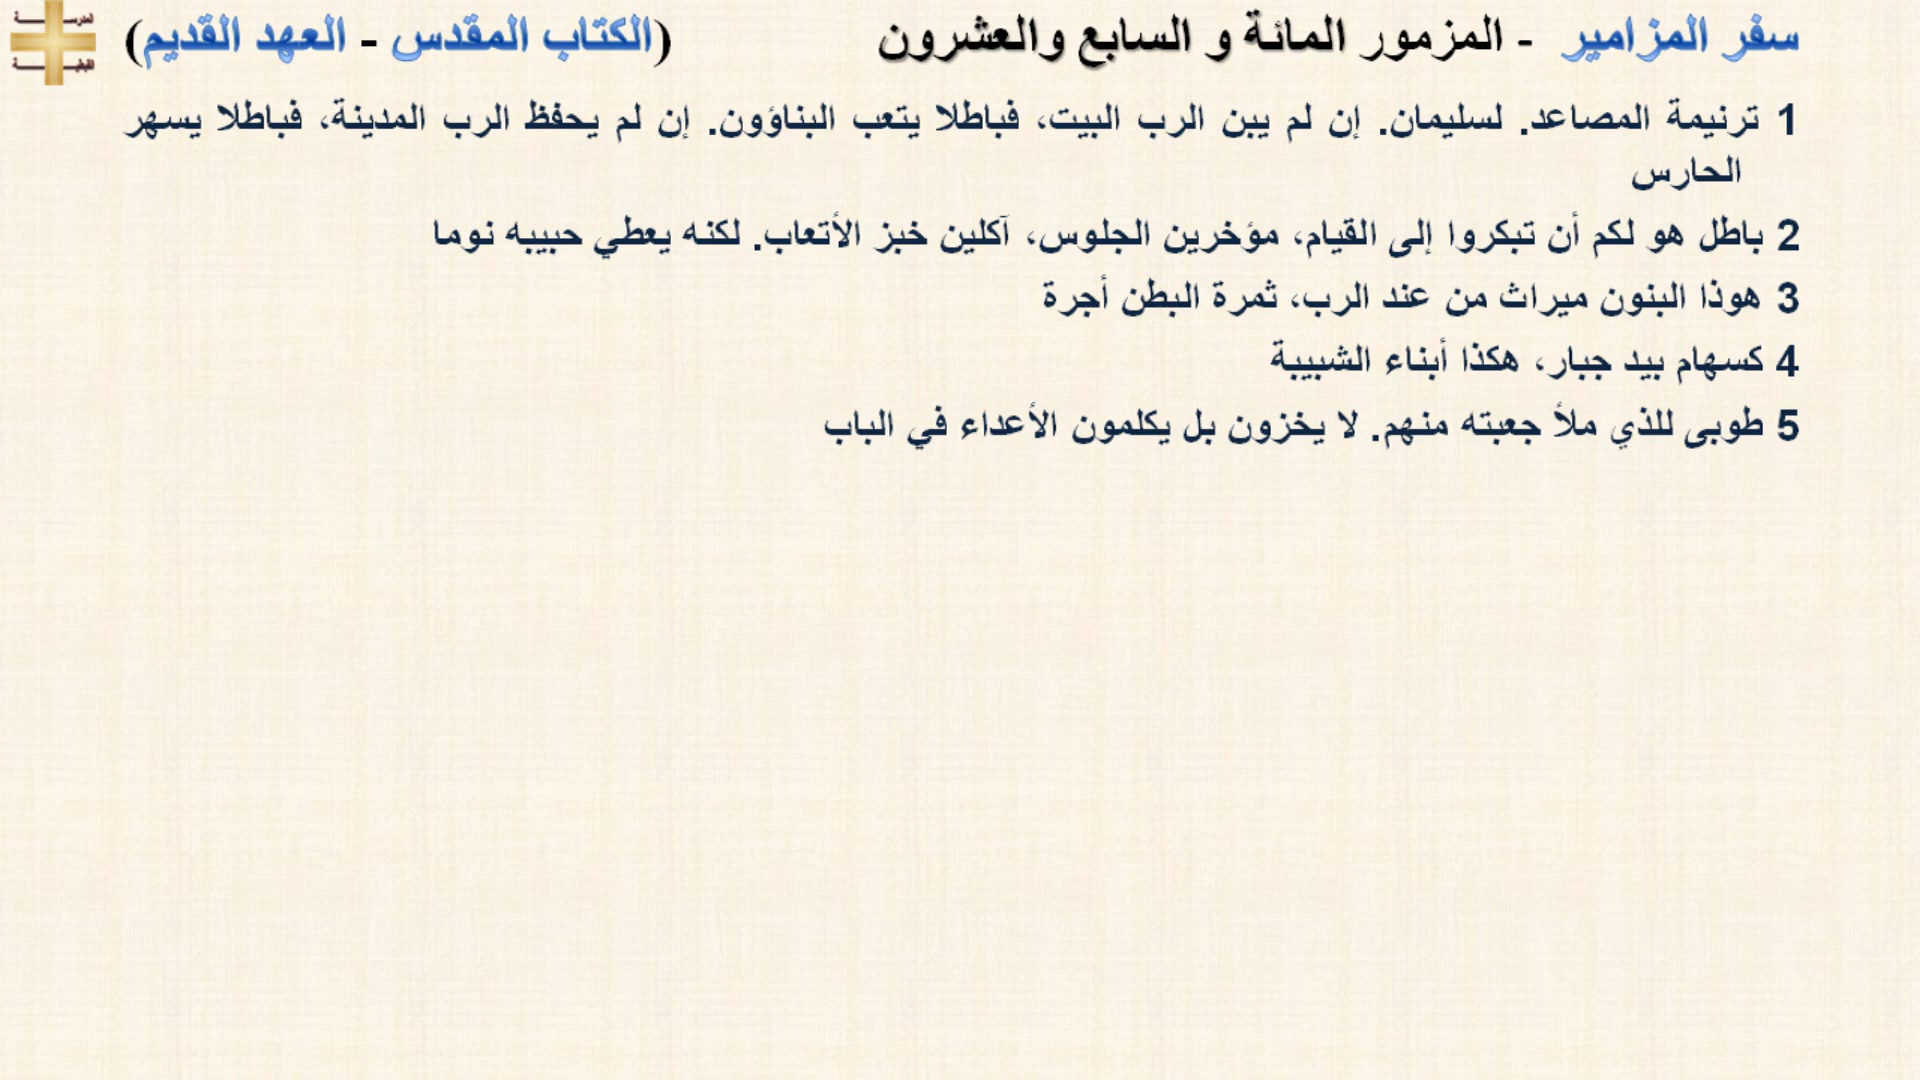 سفر المزامير - المزمور المائة و السابع والعشرون (الكتاب المقدس - العهد القديم)
1 ترنيمة المصاعد. لسليمان. إن لم يبن الرب البيت، فباطلا يتعب البناؤون. إن لم يحفظ الرب المدينة، فباطلا يسهر
الحارس
2 باطل هو لكم أن تبكروا إلى القيام، مؤخرين الجلوس، آكلين خبز الأتعاب. لكنه يعطي حبيبه نوما
3 هوذا البنون ميراث من عند الرب، ثمرة البطن أجرة
4 كسهام بيد جبار، هكذا أبناء الشبيبة
5 طوبى للذي ملأ جعبته منهم. لا يخزون بل يكلمون الأعداء في الباب